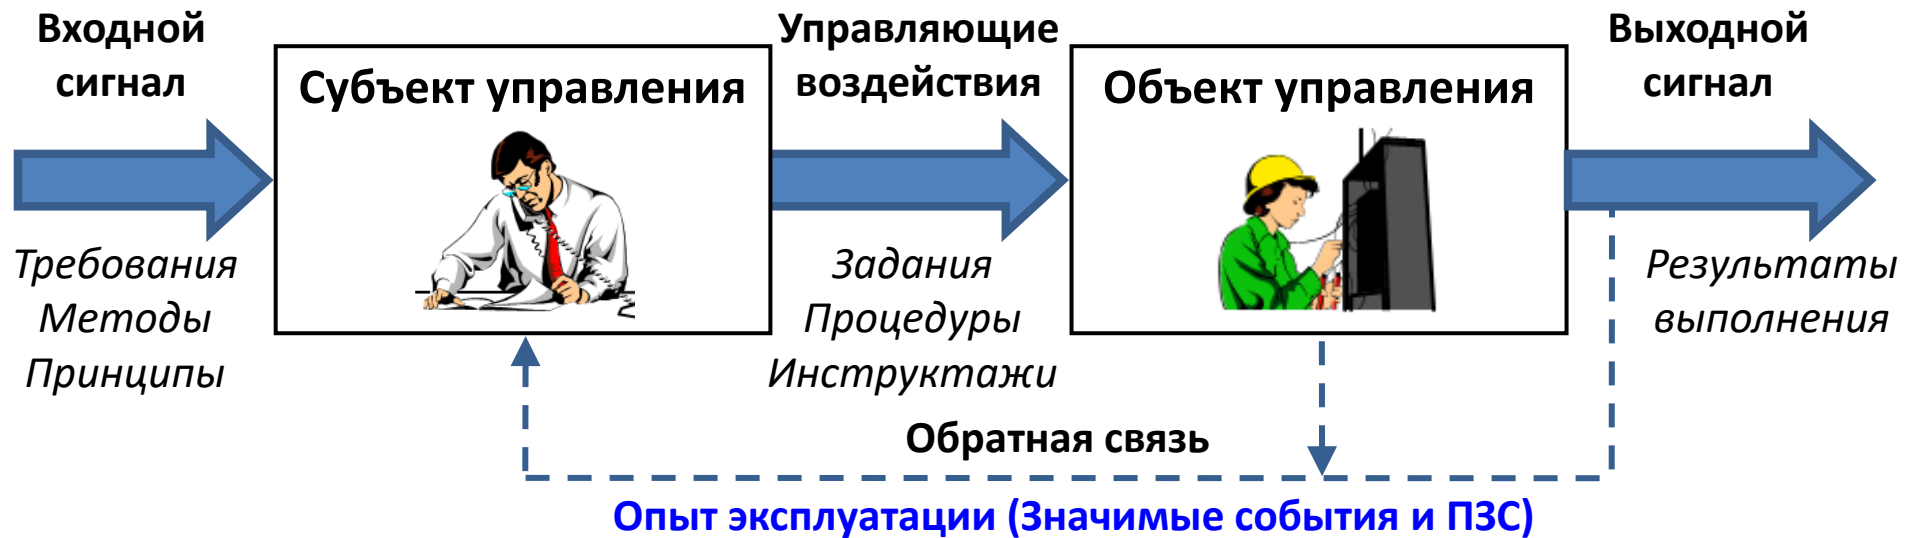 Входной
сигнал
Субъект управления
Управляющие
воздействия
Объект управления
Выходной
сигнал
Требования
Методы
Принципы
Задания
Процедуры
Инструктажи
Результаты
выполнения
Обратная связь
Опыт эксплуатации (Значимые события и ПЗС)